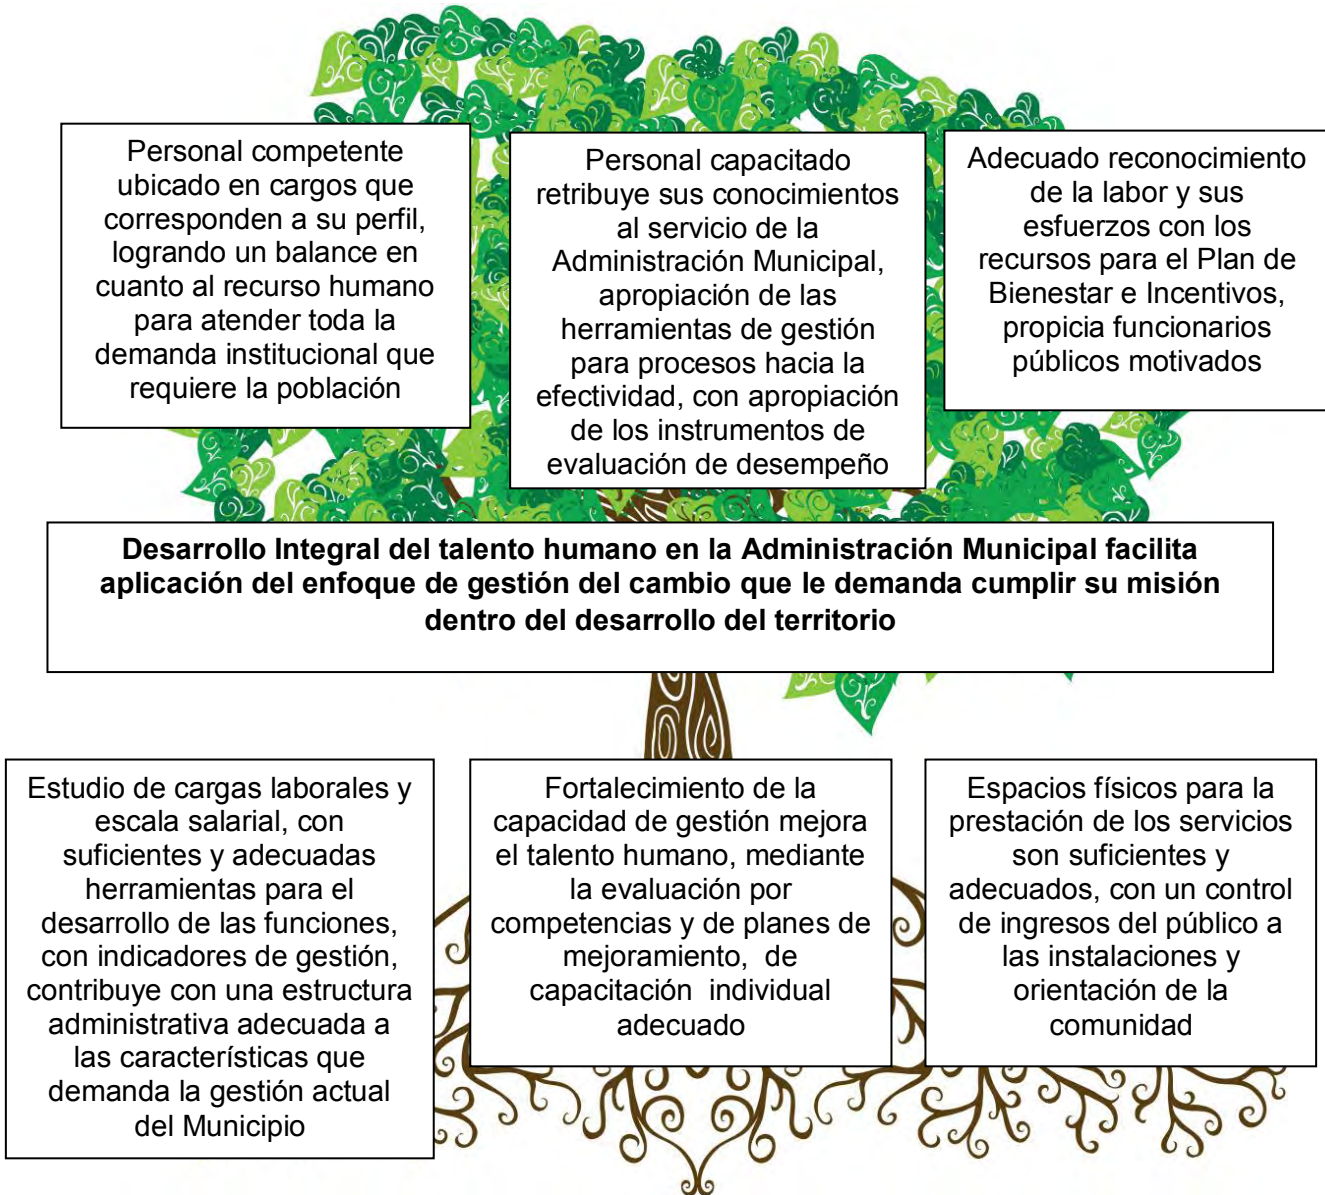 Personal competente
ubicado en cargos que
corresponden a su perfil,
logrando un balance en
cuanto al recurso humano
para atender toda la
demanda institucional que
requiere la población
Personal capacitado
retribuye sus conocimientos
al servicio de la
Administración Municipal,
apropiación de las
herramientas de gestión
para procesos hacia la
efectividad, con apropiación
de los instrumentos de
evaluación de desempeño
Adecuado reconocimiento
de la labor y sus
esfuerzos con los
recursos para el Plan de
Bienestar e Incentivos,
propicia funcionarios
públicos motivados
Desarrollo Integral del talento humano en la Administración Municipal facilita
aplicación del enfoque de gestión del cambio que le demanda cumplir su misión
dentro del desarrollo del territorio
Estudio de cargas laborales y
escala salarial, con
suficientes y adecuadas
herramientas para el
desarrollo de las funciones,
con indicadores de gestión,
contribuye con una estructura
administrativa adecuada a
las características que
demanda la gestión actual
del Municipio
Fortalecimiento de la
capacidad de gestión mejora
el talento humano, mediante
la evaluación por
competencias y de planes de
mejoramiento, de
capacitación individual
adecuado
Espacios físicos para la
prestación de los servicios
son suficientes y
adecuados, con un control
de ingresos del público a
las instalaciones y
orientación de la
comunidad